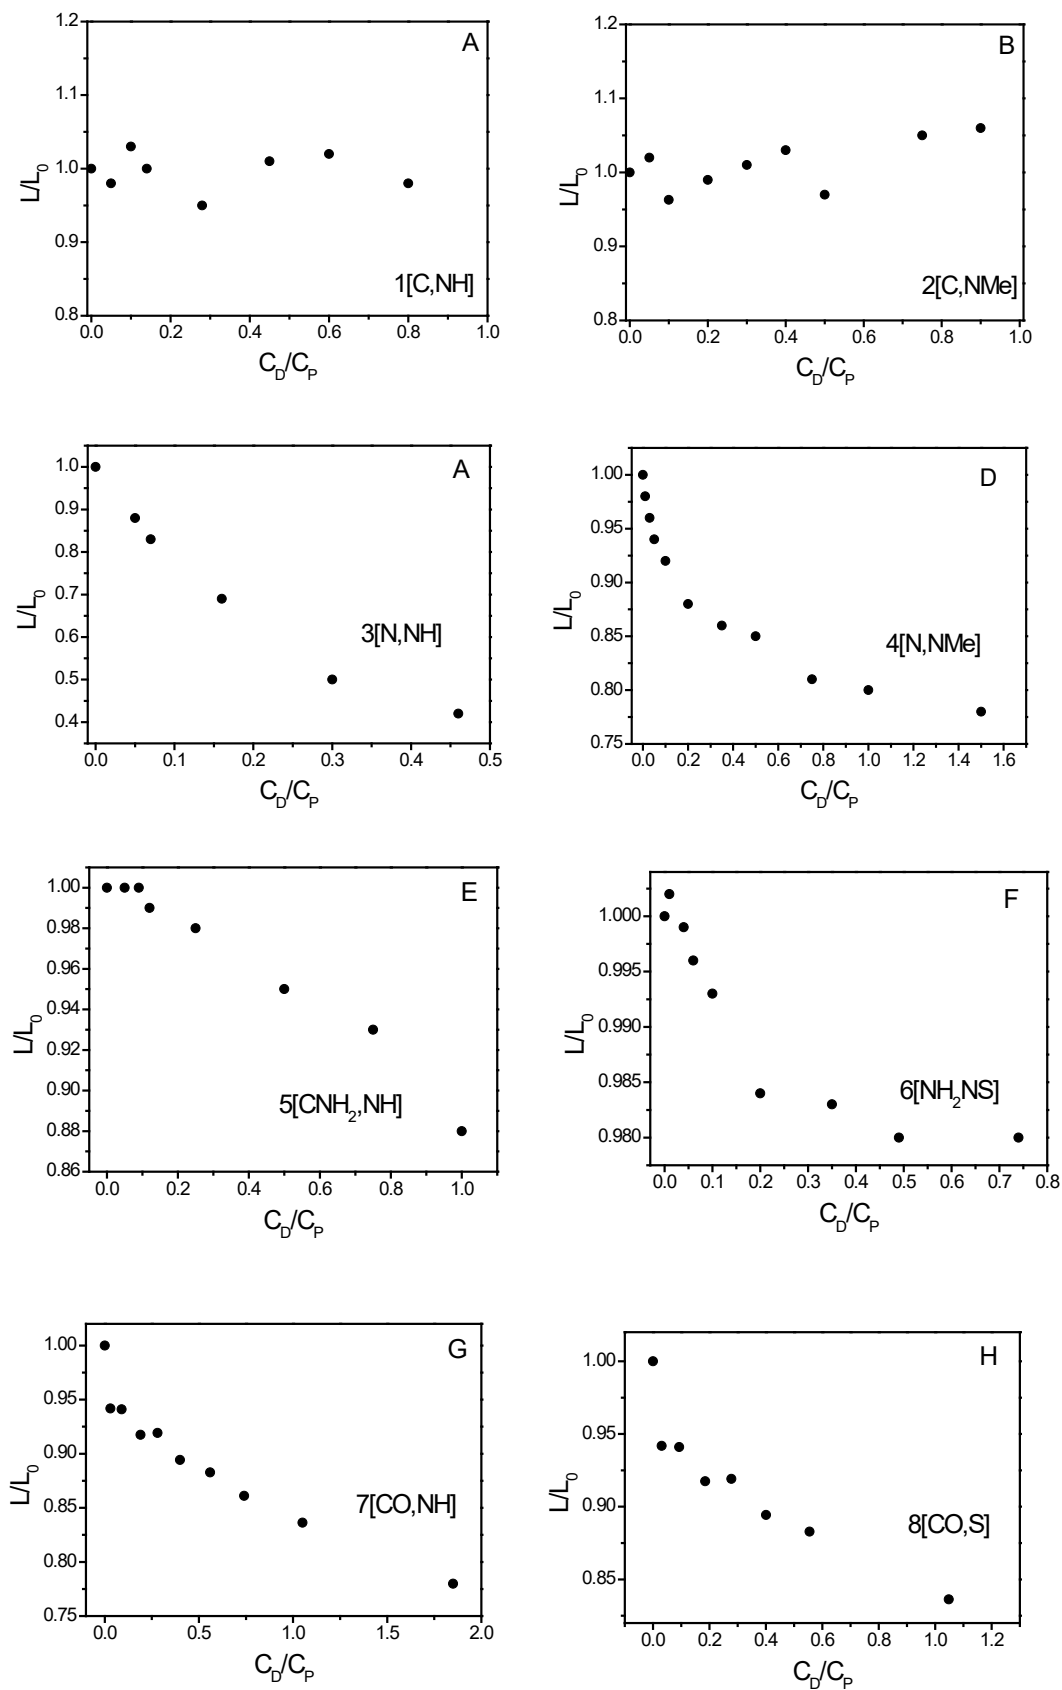 A
1.2
1.1
1.0
0.9
0.8
L/L0
1[C,NH]
0.0 0.2 0.4 0.6 0.8 1.0
CD/CP
B
1.2
1.1
1.0
0.9
0.8
L/L0
2[C,NMe]
0.0 0.2 0.4 0.6 0.8 1.0
CD/CP
A
1.0
0.9
0.8
0.7
0.6
0.5
0.4
L/L0
3[N,NH]
0.0 0.1 0.2 0.3 0.4 0.5
CD/CP
D
1.00
0.95
0.90
0.85
0.80
0.75
L/L0
4[N,NMe]
0.0 0.2 0.4 0.6 0.8 1.0 1.2 1.4 1.6
CD/CP
E
1.00
0.98
0.96
0.94
0.92
0.90
0.88
0.86
L/L0
5[CNH2,NH]
0.0 0.2 0.4 0.6 0.8 1.0
CD/CP
F
1.000
0.995
0.990
0.985
0.980
L/L0
6[NH2NS]
0.0 0.1 0.2 0.3 0.4 0.5 0.6 0.7 0.8
CD/CP
G
1.00
0.95
0.90
0.85
0.80
0.75
L/L0
7[CO,NH]
0.0 0.5 1.0 1.5 2.0
CD/CP
H
1.00
0.95
0.90
0.85
L/L0
8[CO,S]
0.0 0.2 0.4 0.6 0.8 1.0 1.2
CD/CP